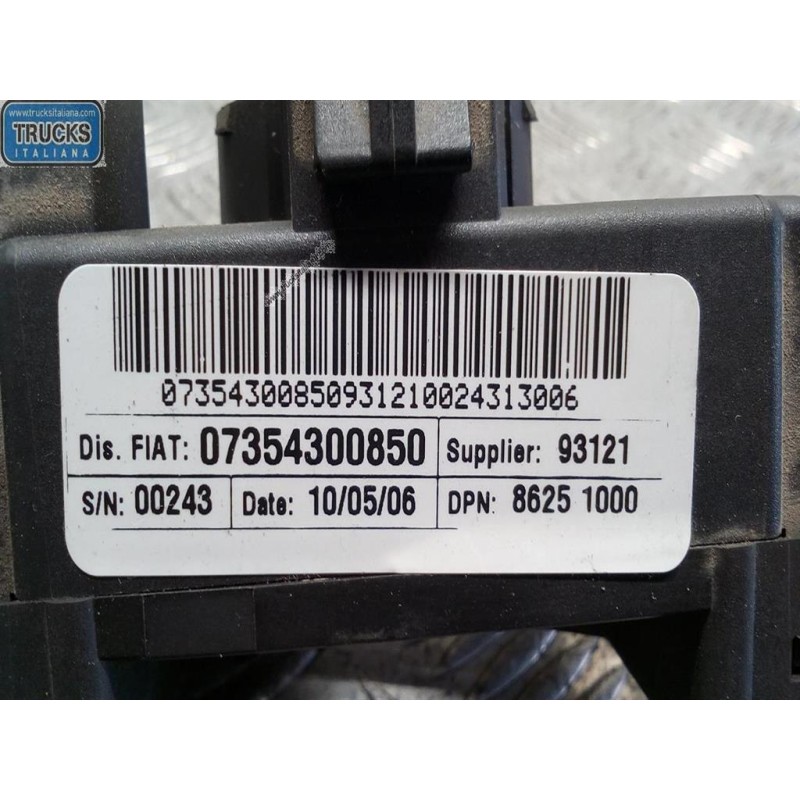 www.trucksitaliana.com
TRUCKS
ITALIANA
07354300850931210024313006
Dis. FIAT: 07354300850 Supplier: 93121
S/N: 00243 Date: 10/05/06 DPN: 8625 1000